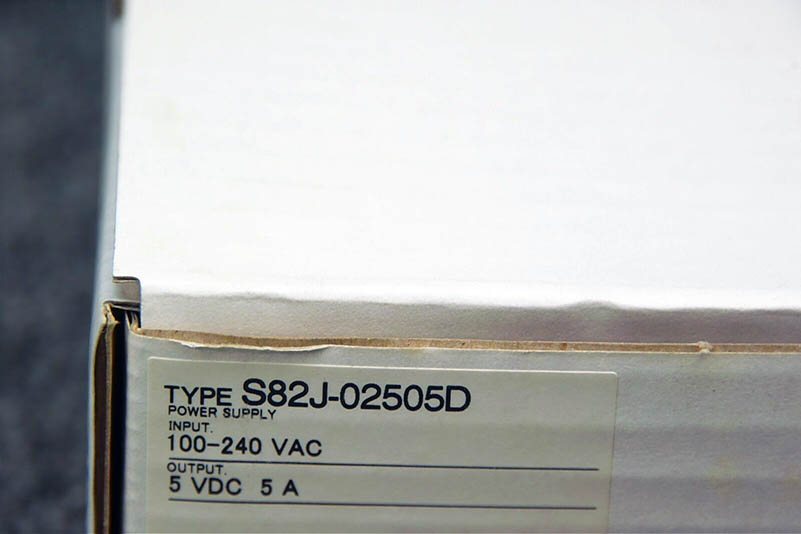 TYPE S82J-02505D
POWER SUPPLY
INPUT.
100-240 VAC
OUTPUT.
5 VDC 5 A